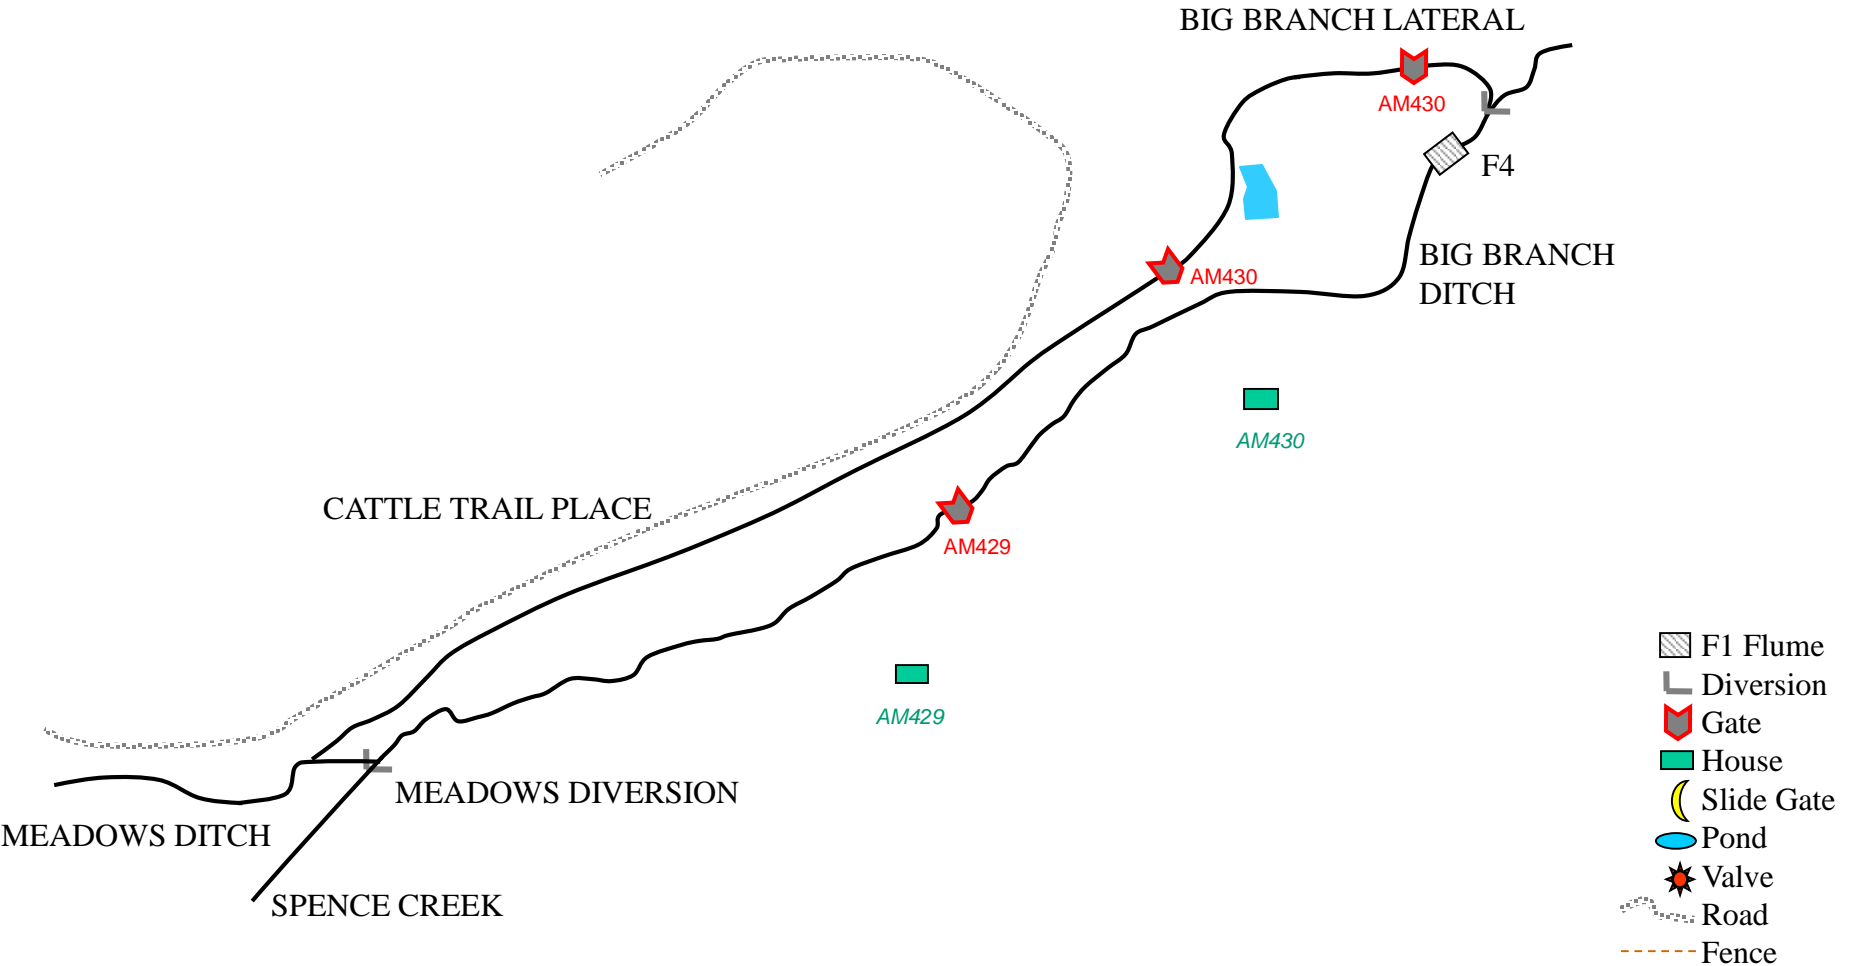 BIG BRANCH LATERAL
AM430
F4
BIG BRANCH
DITCH
AM430
AM430
CATTLE TRAIL PLACE
AM429
AM429
MEADOWS DIVERSION
MEADOWS DITCH
SPENCE CREEK
F1 Flume
Diversion
Gate
House
Slide Gate
Pond
Valve
Road
Fence